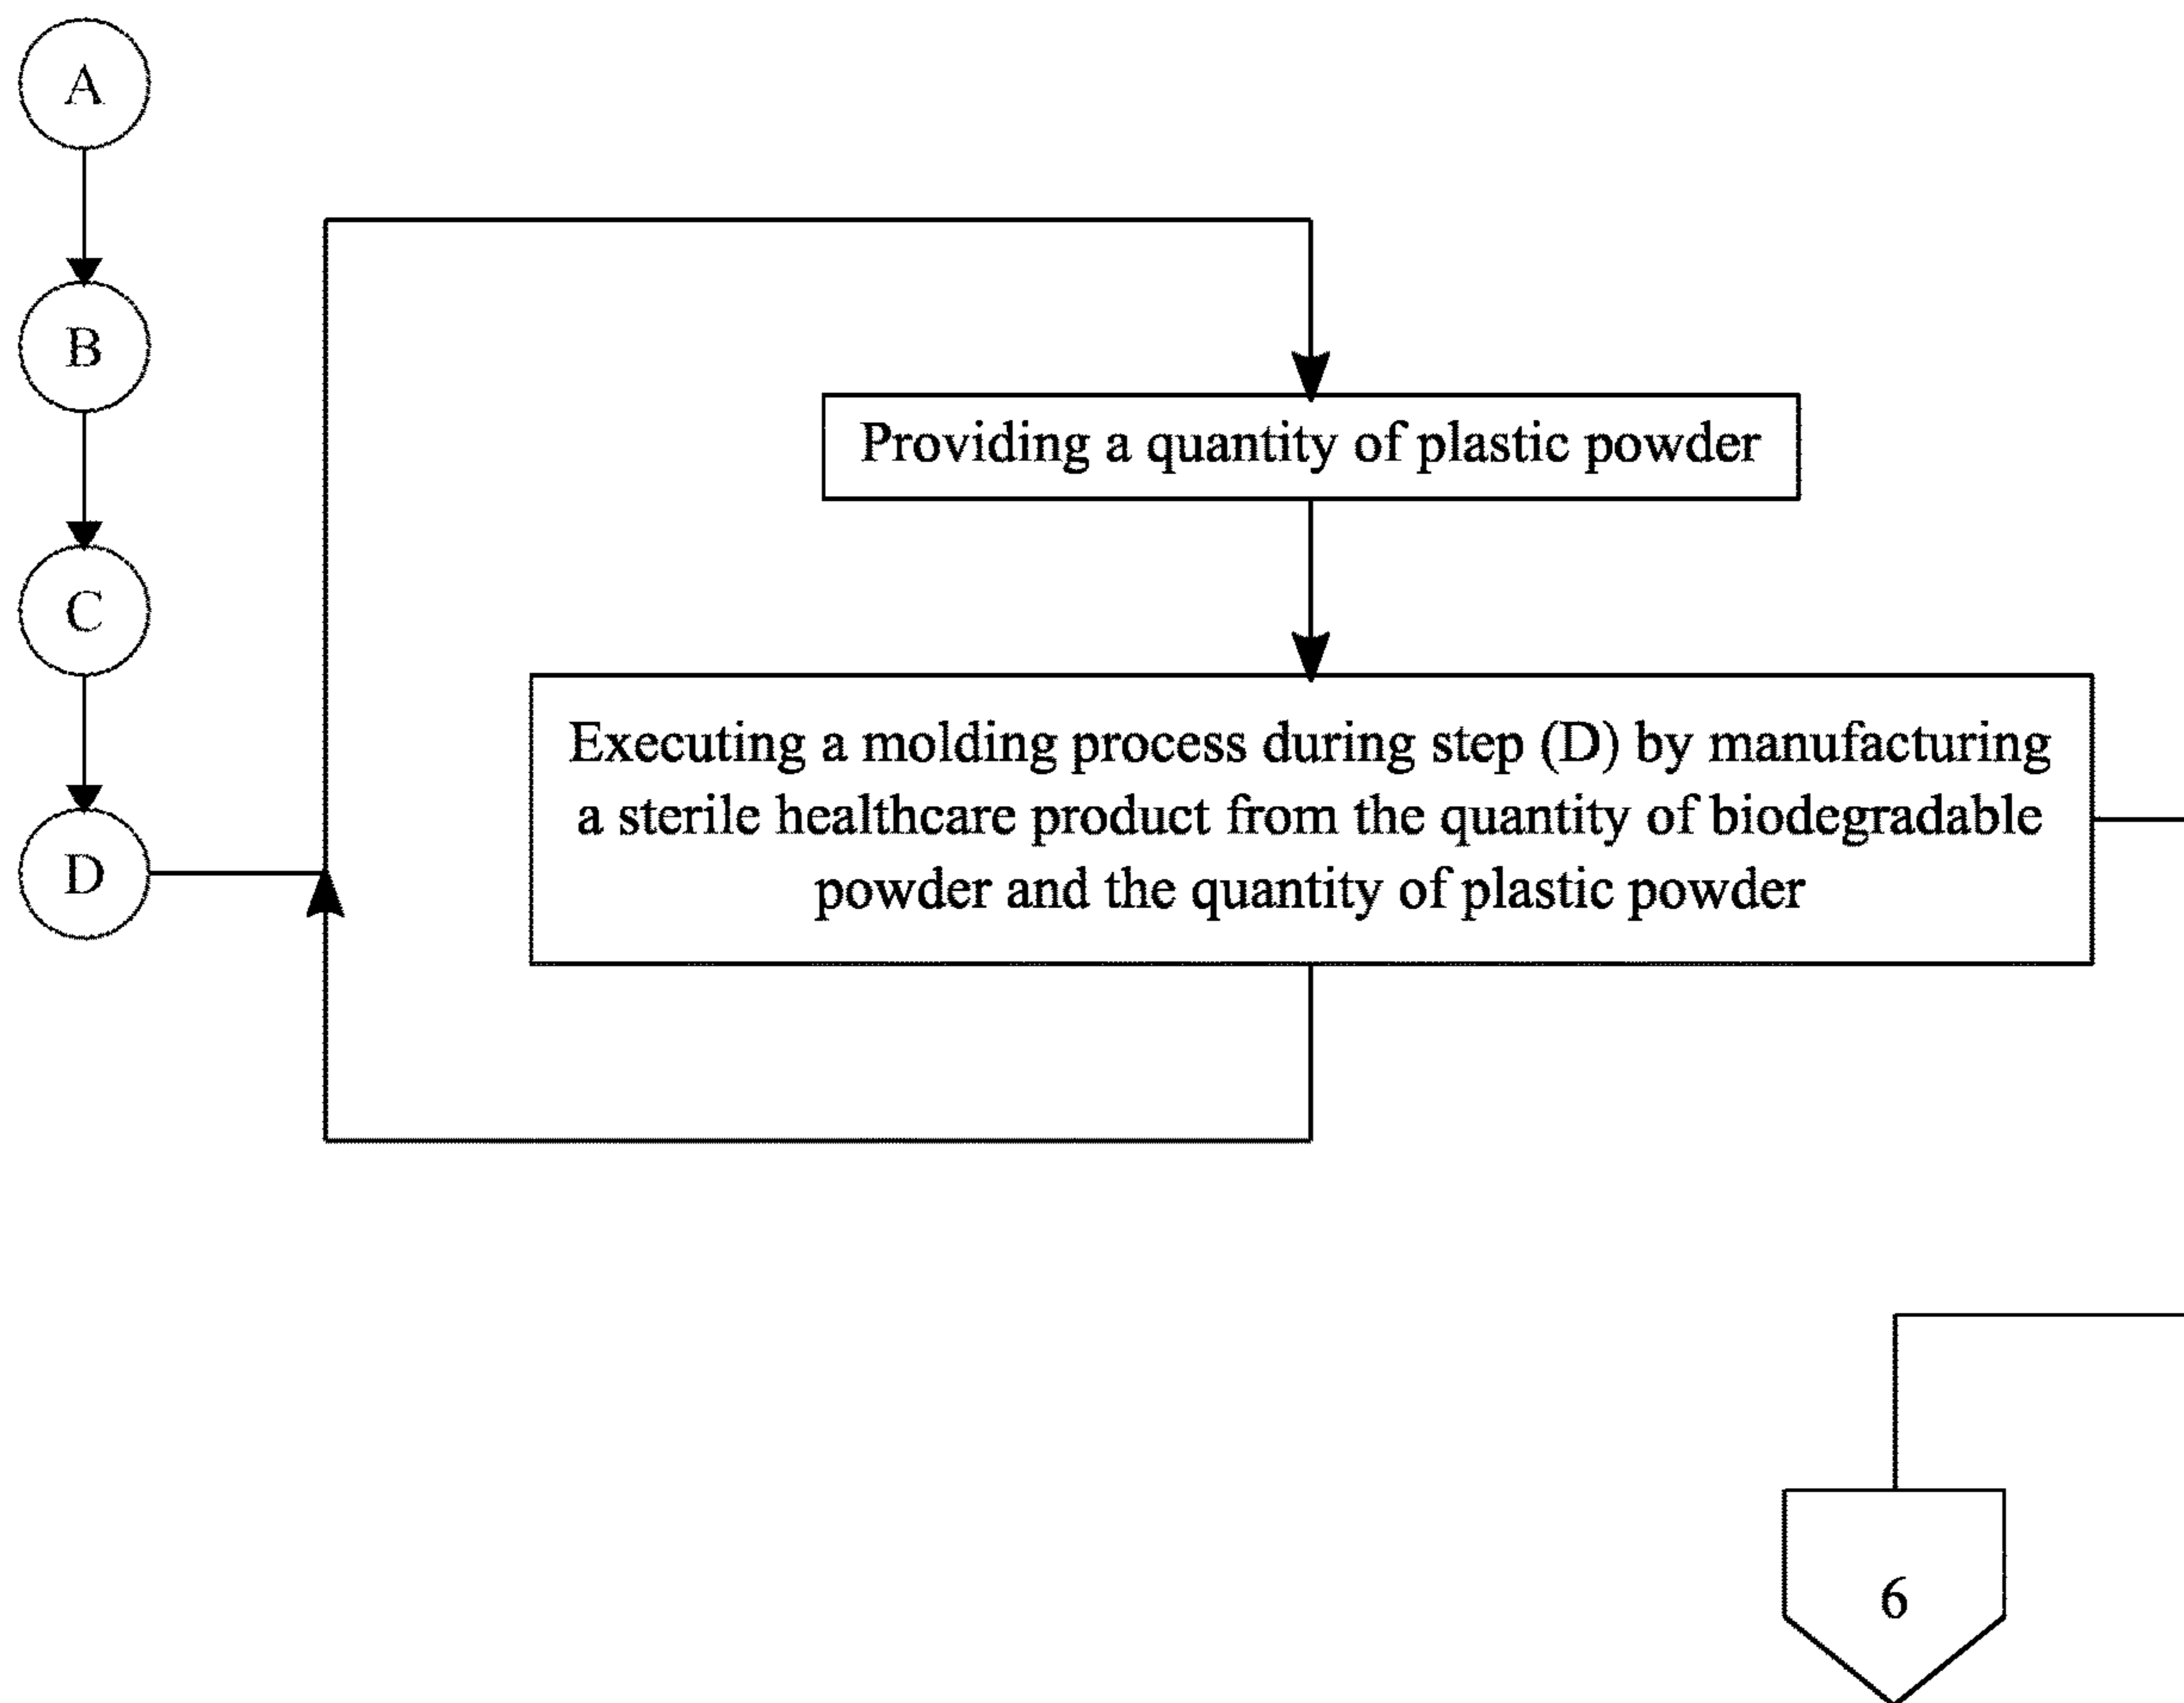 A
B
C
D
Providing a quantity of plastic powder
Executing a molding process during step (D) by manufacturing
a sterile healthcare product from the quantity of biodegradable
powder and the quantity of plastic powder
6